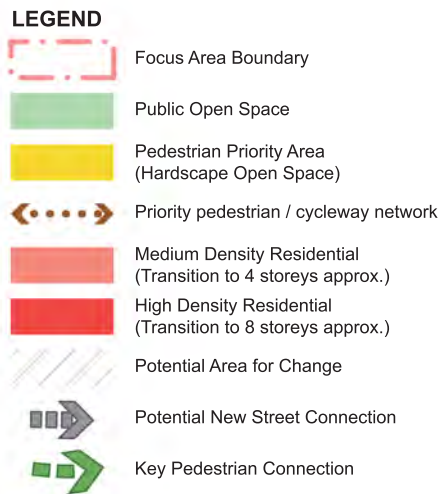 LEGEND
Focus Area Boundary
Public Open Space
Pedestrian Priority Area
(Hardscape Open Space)
Priority pedestrian / cycleway network
Medium Density Residential
(Transition to 4 storeys approx.)
High Density Residential
(Transition to 8 storeys approx.)
Potential Area for Change
Potential New Street Connection
Key Pedestrian Connection